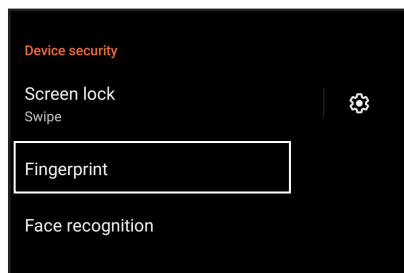 Device security
Screen lock
Swipe
Fingerprint
Face recognition